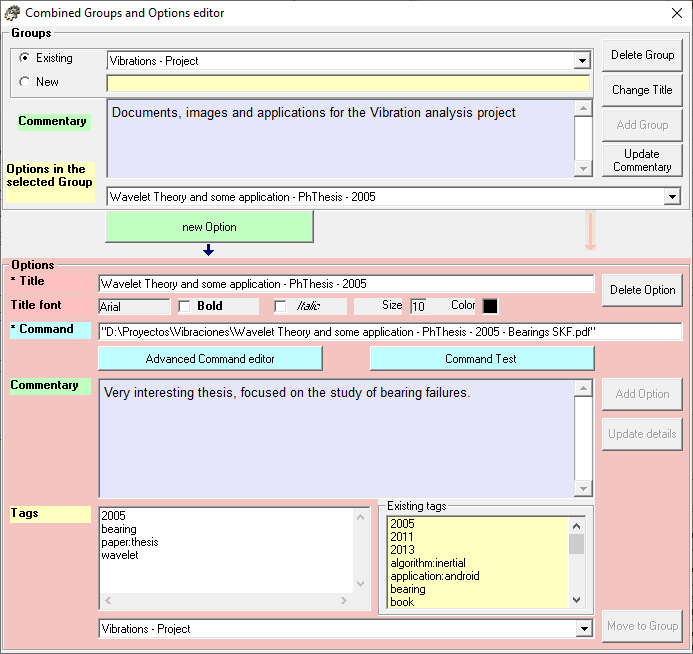 Combined Groups and Options editor
Groups
Existing
Vibrations - Project
Delete Group
New
Change Title
Commentary
Documents, images and applications for the Vibration analysis project
Add Group
Update
Commentary
Options in the
selected Group
Wavelet Theory and some application - PhThesis - 2005
new Option
Options
* Title
Wavelet Theory and some application - PhThesis - 2005
Delete Option
Title font
Arial
Bold
Italic
Size
10
Color
* Command
"D:\Proyectos\Vibraciones\Wavelet Theory and some application - PhThesis - 2005 - Bearings SKF.pdf"
Advanced Command editor
Command Test
Commentary
Very interesting thesis, focused on the study of bearing failures.
Add Option
Update details
Tags
2005
bearing
paper:thesis
wavelet
Existing tags
2005
2011
2013
algorithm:inertial
application:android
bearing
book
Vibrations - Project
Move to Group